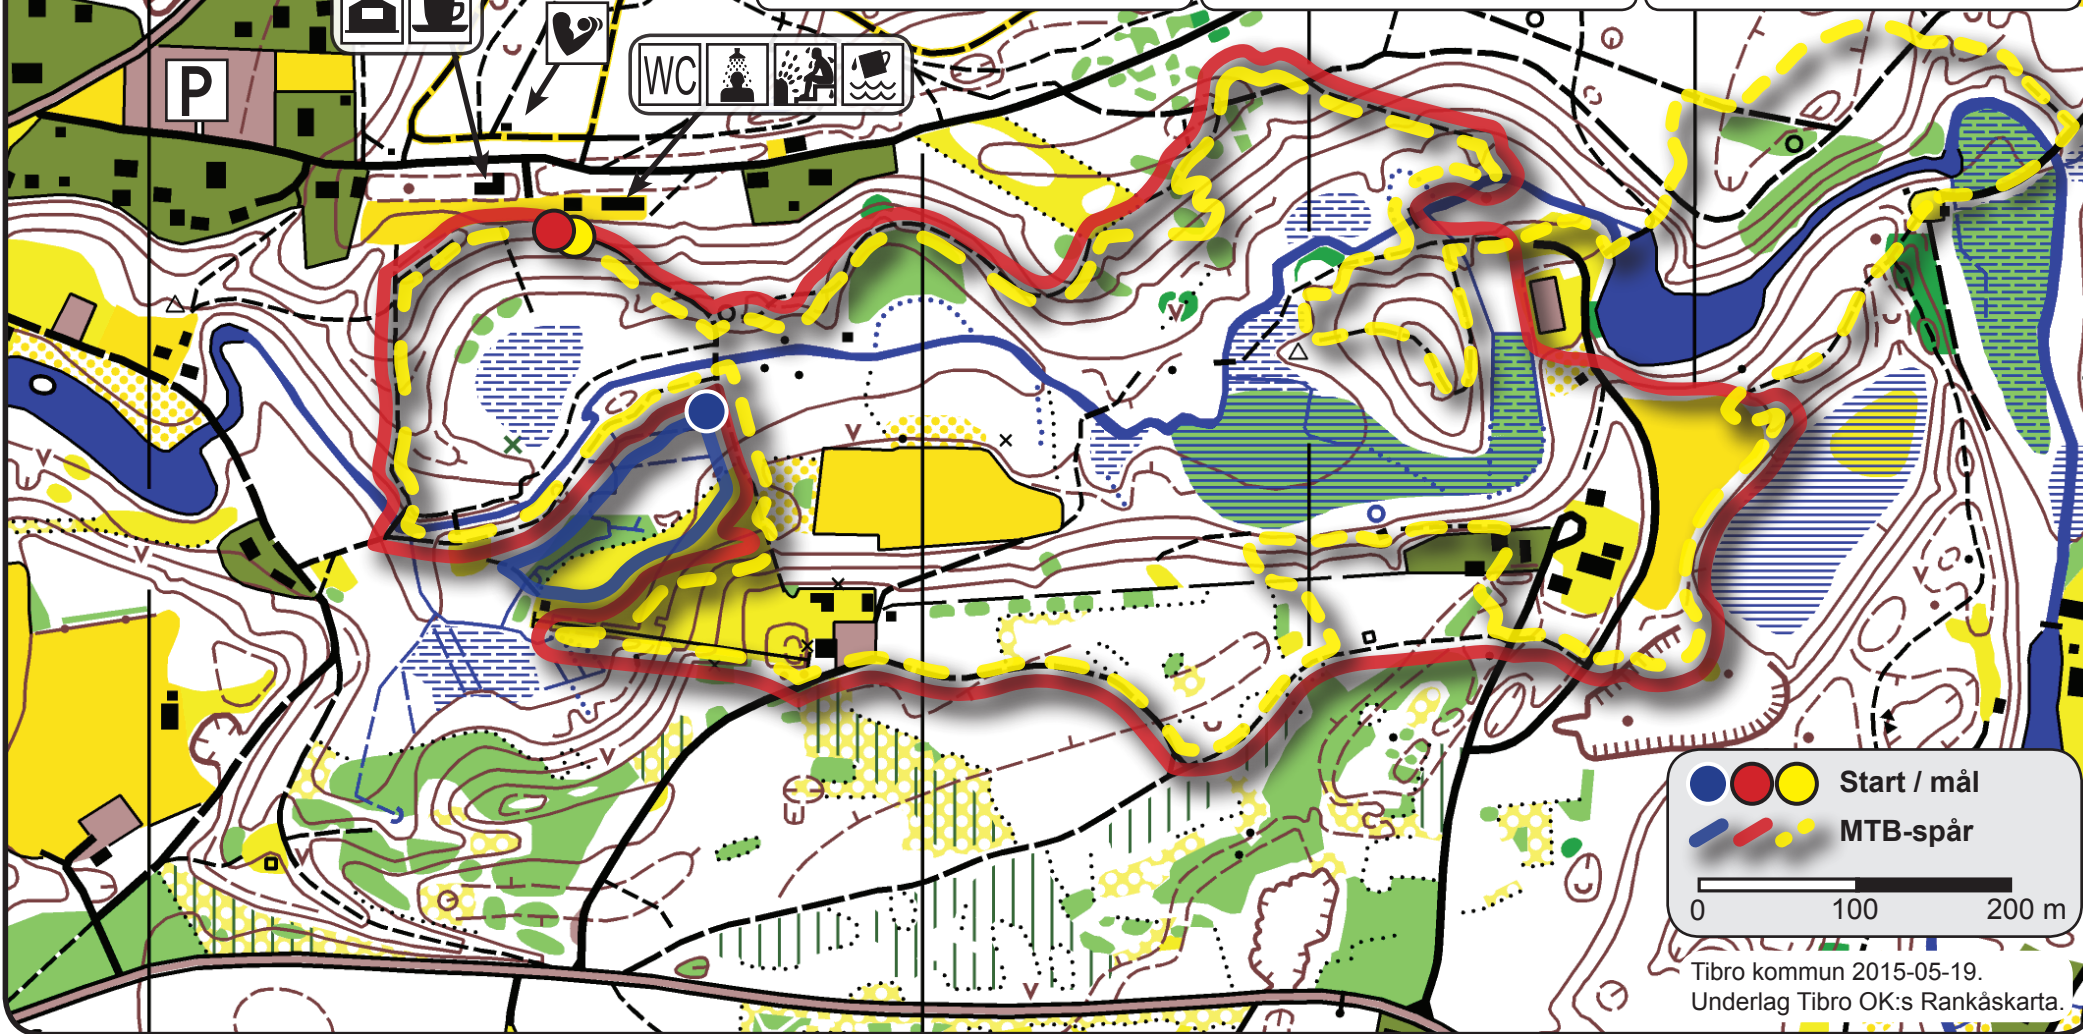 P
WC
Start / mål
MTB-spår
0 100 200 m
Tibro kommun 2015-05-19.
Underlag Tibro OK:s Rankåskarta.